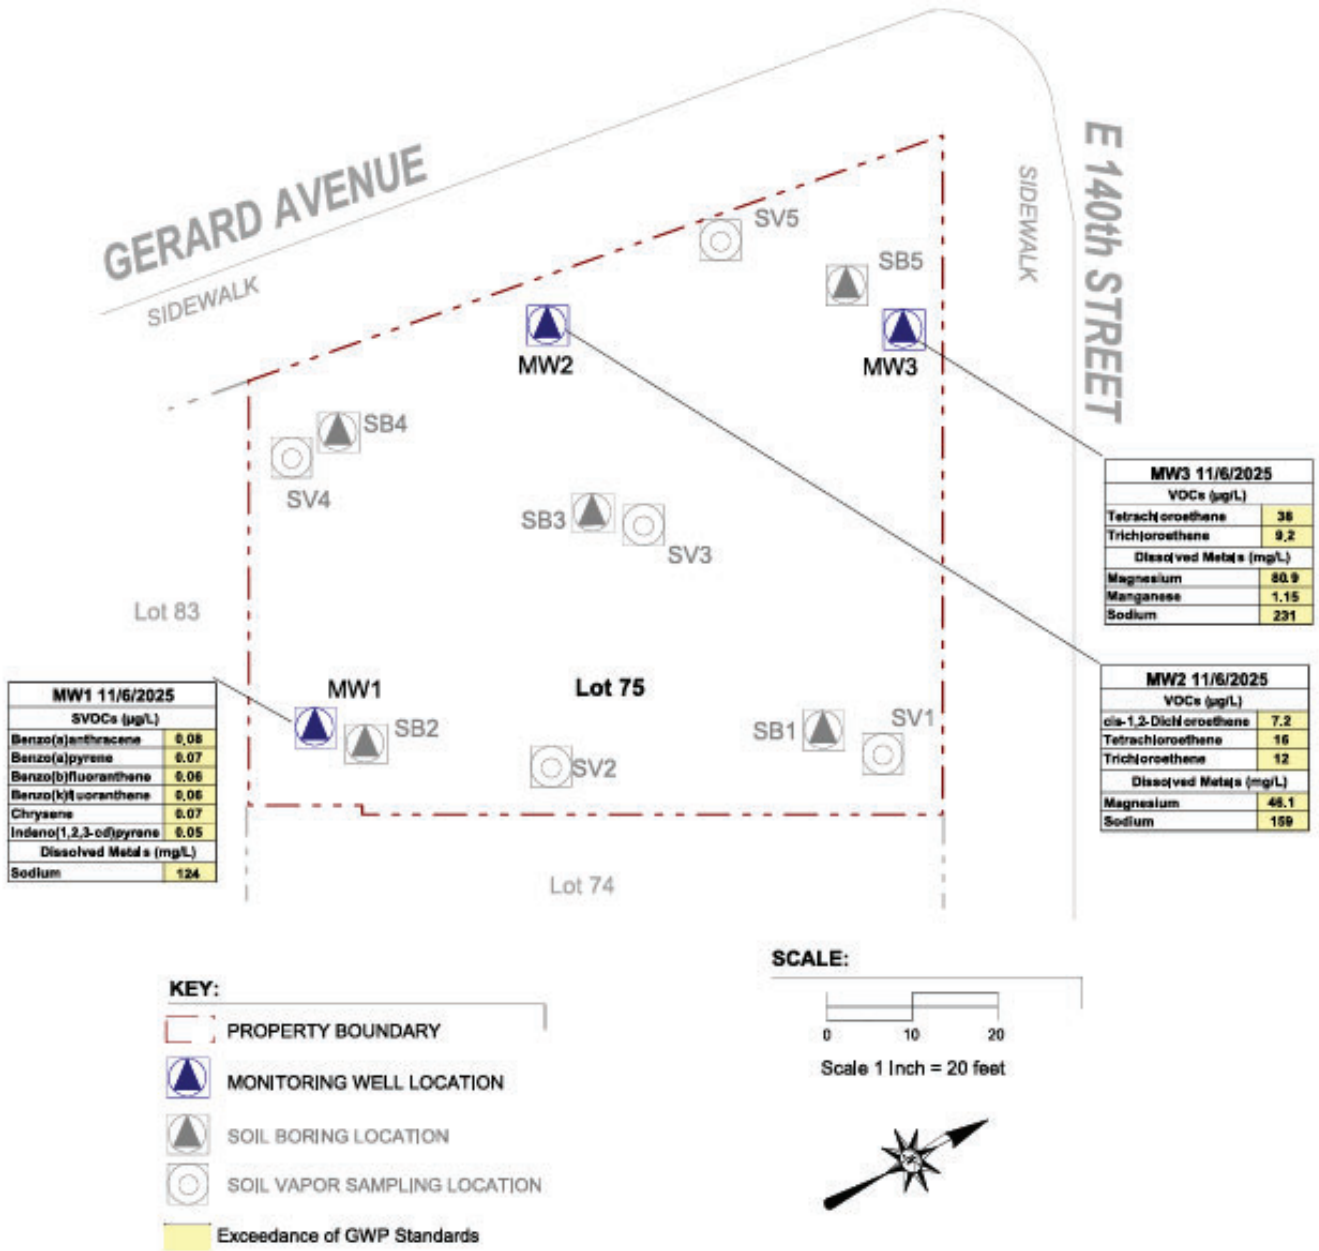 GERARD AVENUE
SIDEWALK
E 140th STREET
SIDEWALK
SV5
SB5
MW2
MW3
SB4
SV4
SB3
SV3
Lot 83
Lot 75
MW1
SB2
SV2
SB1
SV1
Lot 74
MW3 11/6/2025
VOCs (µg/L)
Tetrachloroethene 38
Trichloroethene 9.2
Dissolved Metals (mg/L)
Magnesium 80.9
Manganese 1.15
Sodium 231
MW2 11/6/2025
VOCs (µg/L)
cis-1,2-Dichloroethene 7.2
Tetrachloroethene 16
Trichloroethene 12
Dissolved Metals (mg/L)
Magnesium 46.1
Sodium 159
MW1 11/6/2025
SVOCs (µg/L)
Benzo(a)anthracene 0.08
Benzo(a)pyrene 0.07
Benzo(b)fluoranthene 0.06
Benzo(k)fluoranthene 0.06
Chrysene 0.07
Indeno(1,2,3-cd)pyrene 0.05
Dissolved Metals (mg/L)
Sodium 124
KEY:
PROPERTY BOUNDARY
MONITORING WELL LOCATION
SOIL BORING LOCATION
SOIL VAPOR SAMPLING LOCATION
Exceedance of GWP Standards
SCALE:
0 10 20
Scale 1 Inch = 20 feet